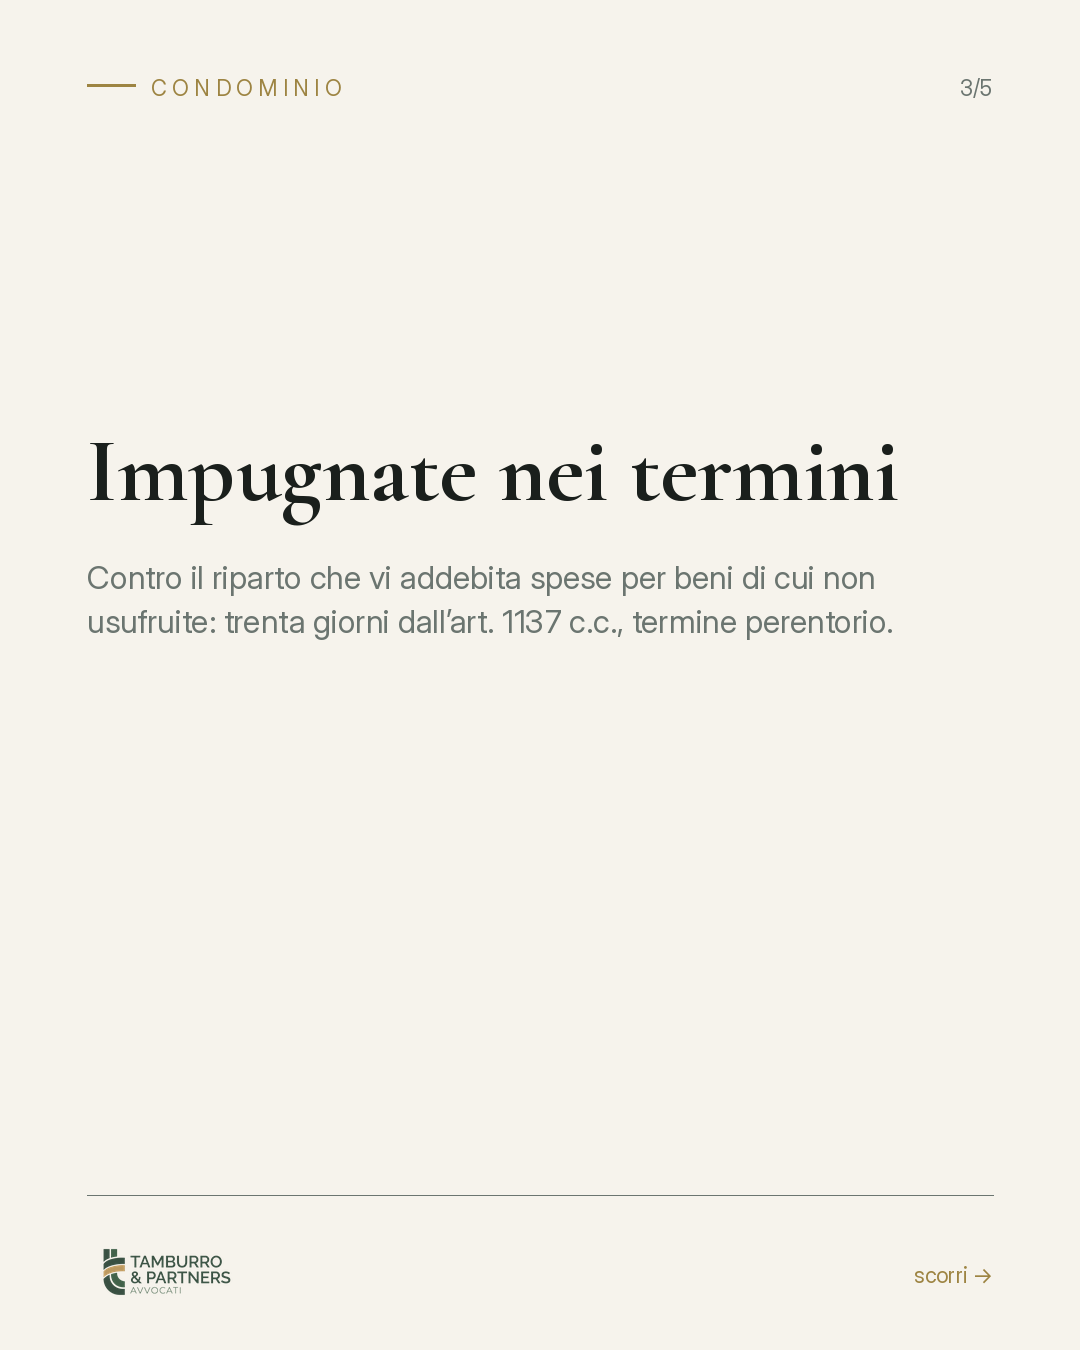 CONDOMINIO
3/5
Impugnate nei termini
Contro il riparto che vi addebita spese per beni di cui non
usufruite: trenta giorni dall’art. 1137 c.c., termine perentorio.
TAMBURRO
& PARTNERS
AVVOCATI
scorri →